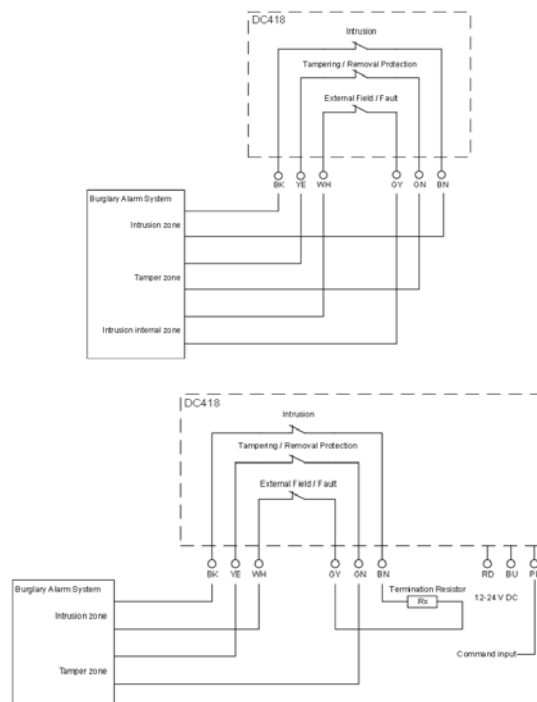 DC418
Intrusion
Tampering / Removal Protection
External Field / Fault
BK YE WH GY GN BN
Burglary Alarm System
Intrusion zone
Tamper zone
Intrusion internal zone
DC418
Intrusion
Tampering / Removal Protection
External Field / Fault
BK YE WH GY GN BN RD BU
Burglary Alarm System
Termination Resistor
12-24 V DC
Rx
Intrusion zone
Command input
Tamper zone